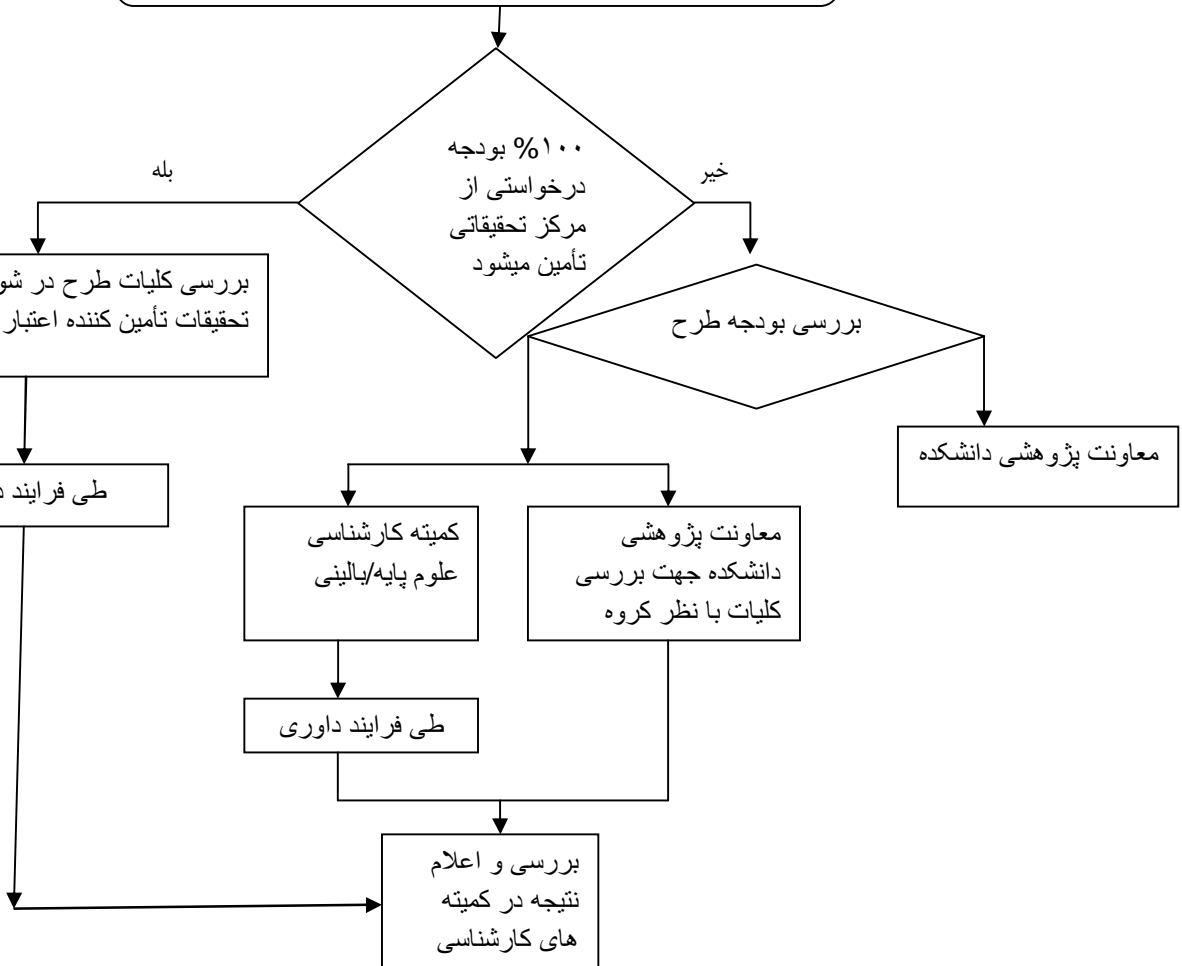 ۱۰۰% بودجه
درخواستی از
مرکز تحقیقاتی
تأمین میشود
خیر
بله
بررسی کلیات طرح در
تحقیقات تأمین کننده اعتبار
بررسی بودجه طرح
معاونت پژوهشی دانشکده
طی فرایند
معاونت پژوهشی
دانشکده جهت بررسی
کلیات با نظر کروه
کمیته کارشناسی
علوم پایه/بالینی
طی فرایند داوری
بررسی و اعلام
نتیجه در کمیته
های کارشناسی